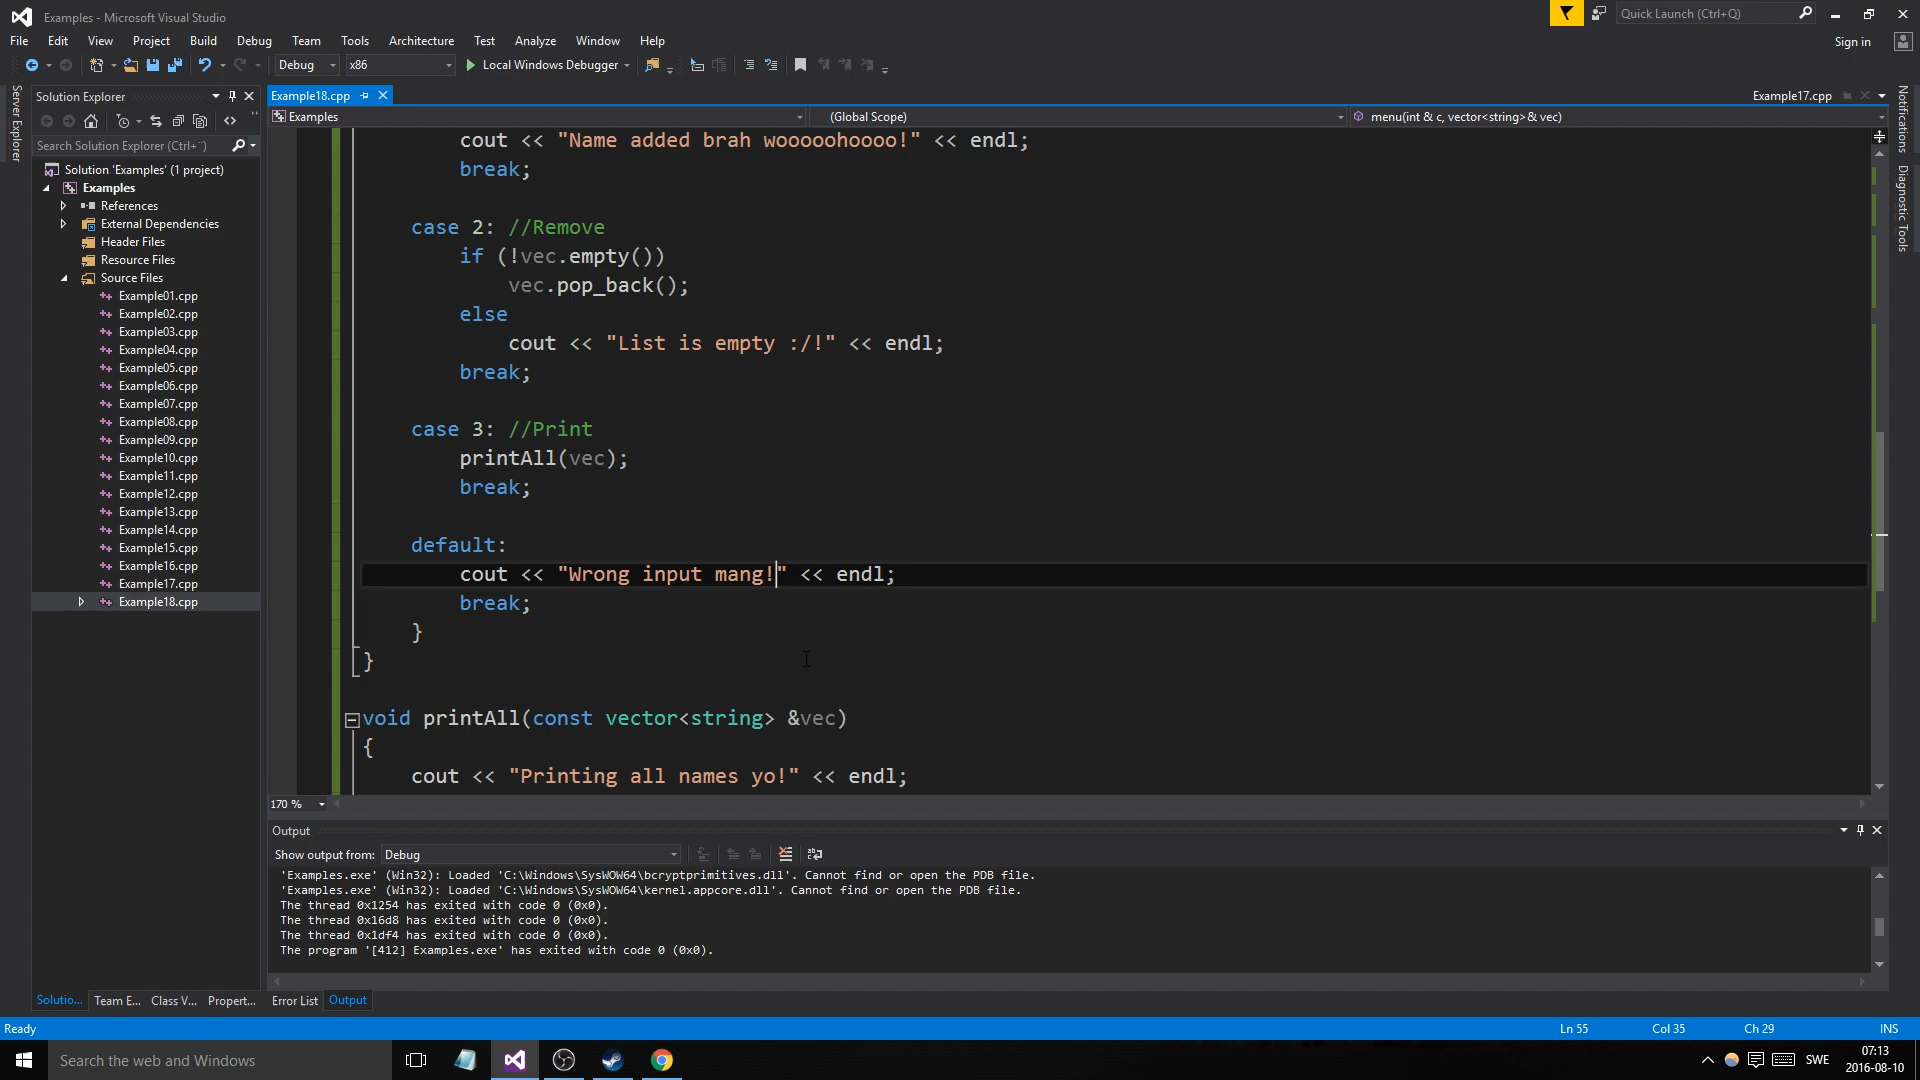 Examples - Microsoft Visual Studio
Quick Launch (Ctrl+Q)
File Edit View Project Build Debug Team Tools Architecture Test Analyze Window Help
Sign in
Debug x86 Local Windows Debugger
Server Explorer
Solution Explorer
Search Solution Explorer (Ctrl+¨)
Solution 'Examples' (1 project)
Examples
References
External Dependencies
Header Files
Resource Files
Source Files
Example01.cpp
Example02.cpp
Example03.cpp
Example04.cpp
Example05.cpp
Example06.cpp
Example07.cpp
Example08.cpp
Example09.cpp
Example10.cpp
Example11.cpp
Example12.cpp
Example13.cpp
Example14.cpp
Example15.cpp
Example16.cpp
Example17.cpp
Example18.cpp
Solutio... Team E... Class V... Propert...
Example18.cpp
Example17.cpp
Examples (Global Scope) menu(int & c, vector<string> & vec)
cout << "Name added brah wooooohoooo!" << endl;
break;
case 2: //Remove
if (!vec.empty())
vec.pop_back();
else
cout << "List is empty :/!" << endl;
break;
case 3: //Print
printAll(vec);
break;
default:
cout << "Wrong input mang!" << endl;
break;
}
}
void printAll(const vector<string> &vec)
{
cout << "Printing all names yo!" << endl;
170 %
Output
Show output from: Debug
'Examples.exe' (Win32): Loaded 'C:\Windows\SysWOW64\bcryptprimitives.dll'. Cannot find or open the PDB file.
'Examples.exe' (Win32): Loaded 'C:\Windows\SysWOW64\kernel.appcore.dll'. Cannot find or open the PDB file.
The thread 0x1254 has exited with code 0 (0x0).
The thread 0x16d8 has exited with code 0 (0x0).
The thread 0x1df4 has exited with code 0 (0x0).
The program '[412] Examples.exe' has exited with code 0 (0x0).
Error List Output
Notifications
Diagnostic Tools
Ready
Ln 55 Col 35 Ch 29 INS
Search the web and Windows
SWE
07:13
2016-08-10